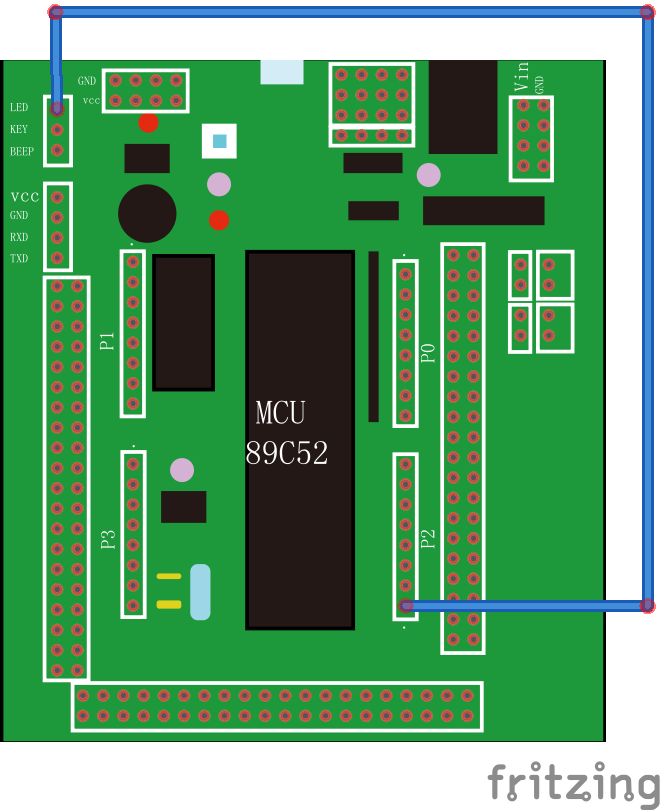 GND
vcc
Vin
GND
LED
KEY
BEEP
vcc
GND
RXD
TXD
P1
P0
MCU
89C52
P3
P2
fritzing